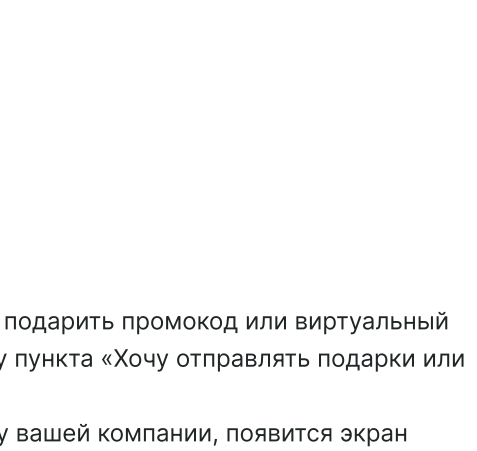 подарить промокод или виртуальный
у пункта «Хочу отправлять подарки или
у вашей компании, появится экран